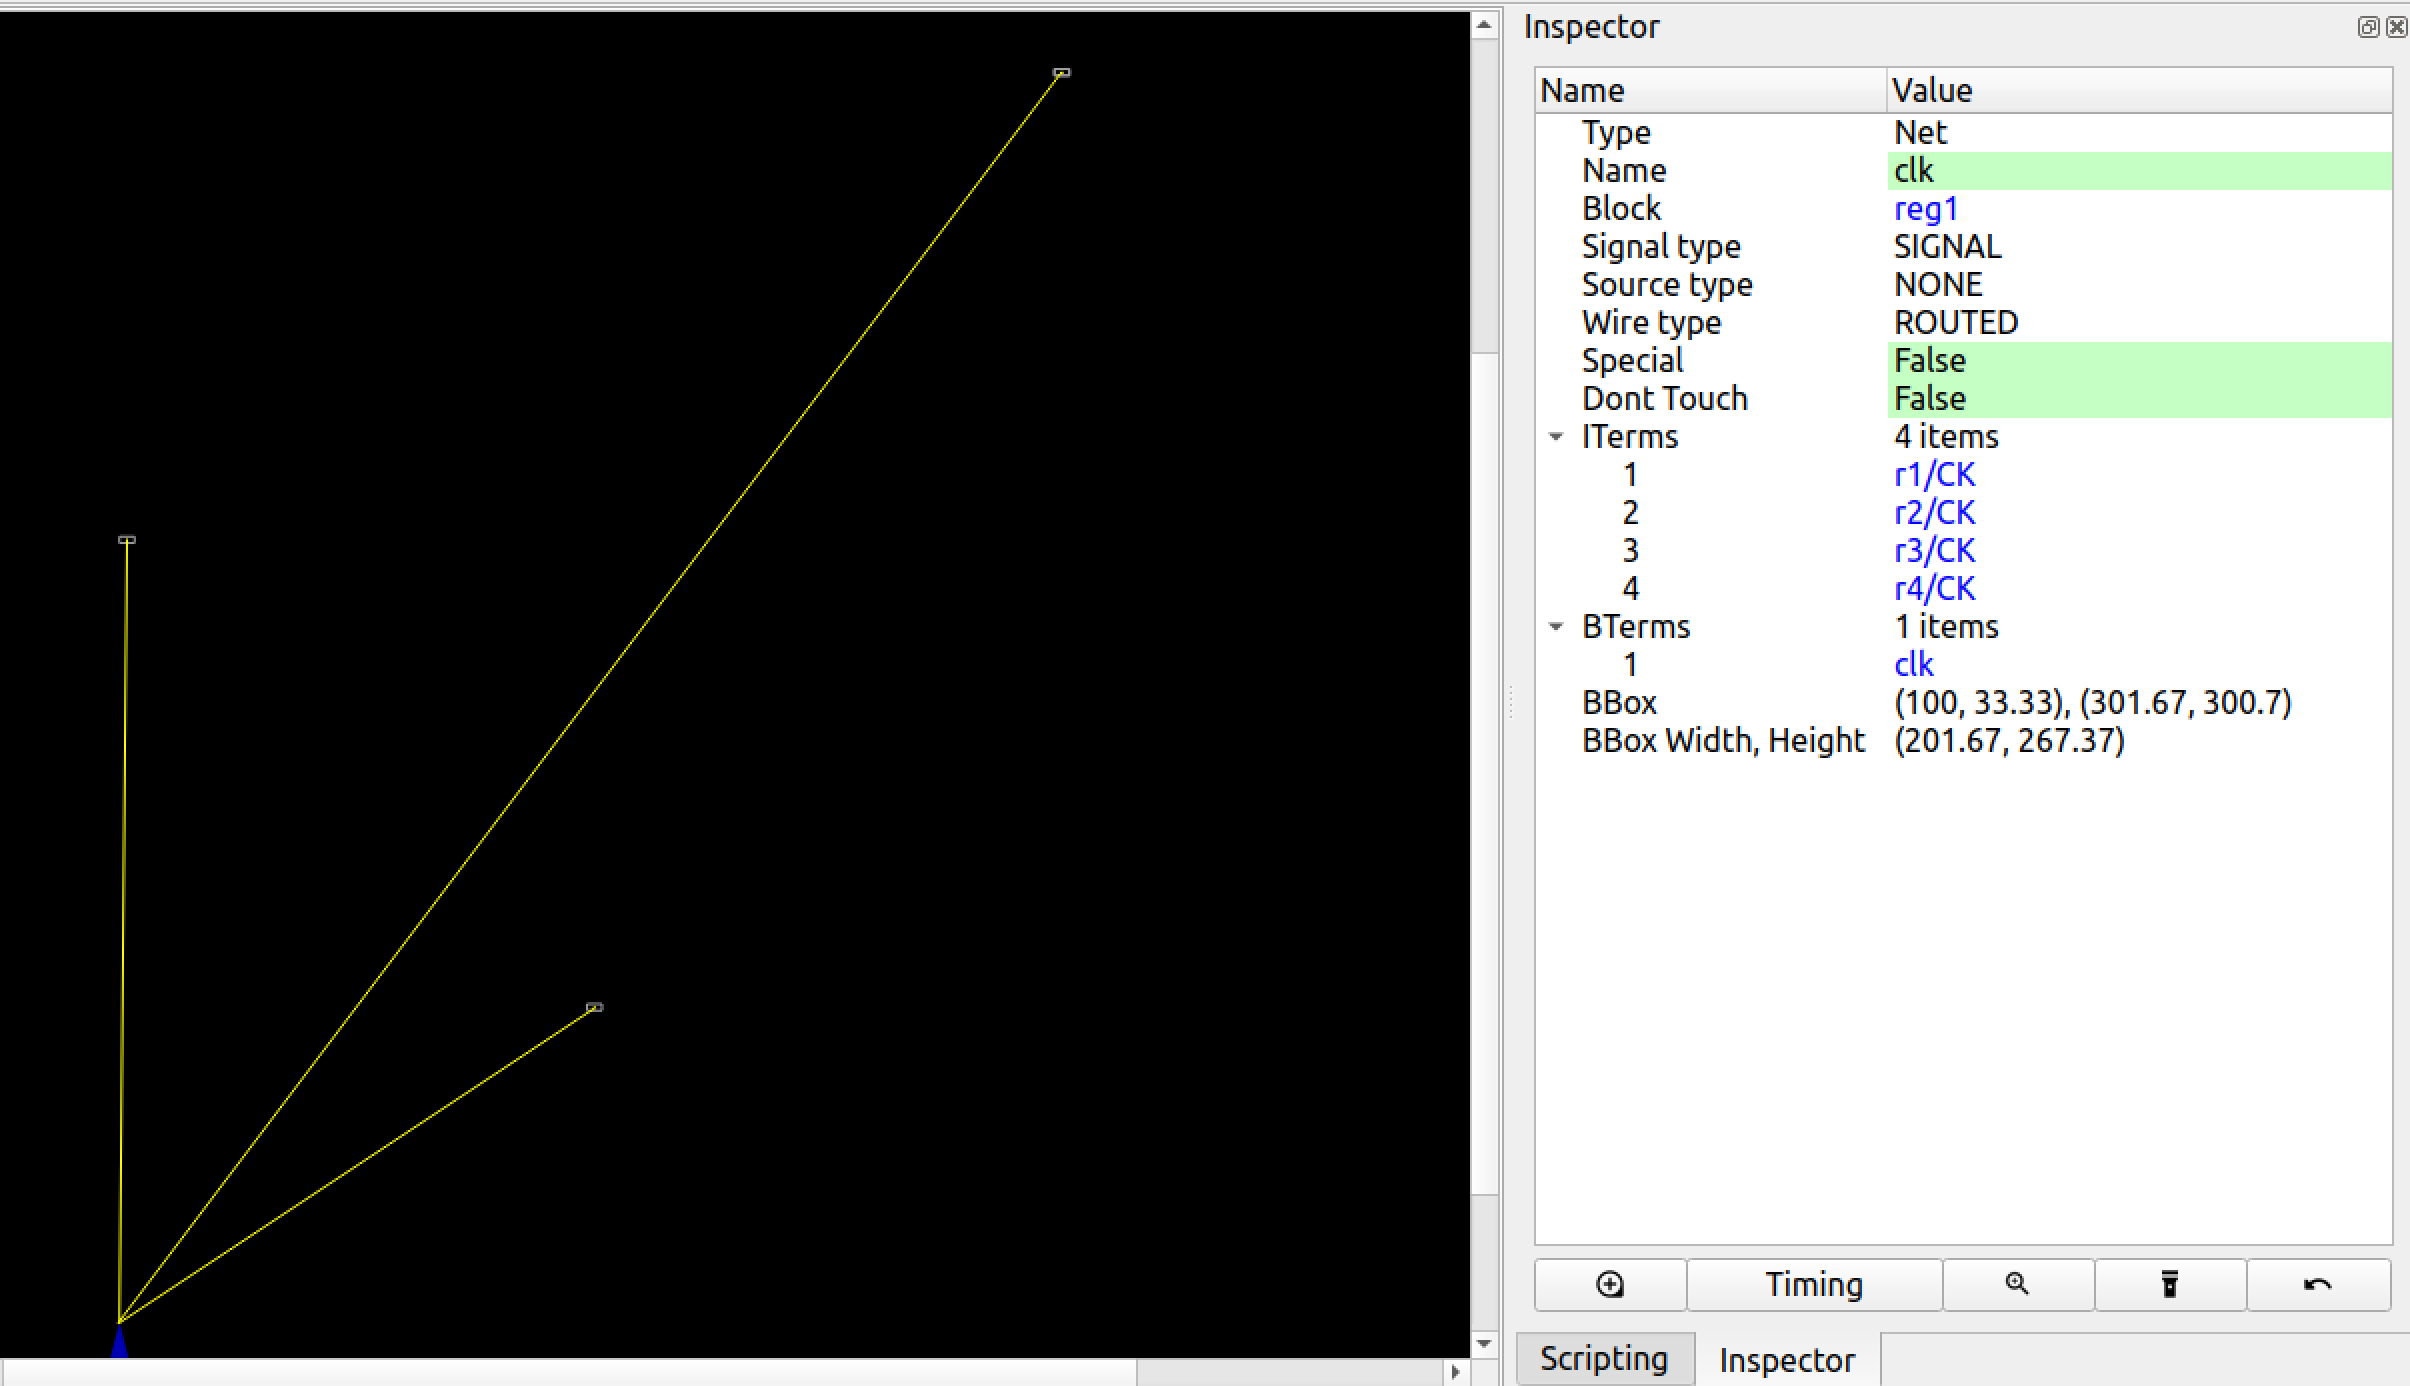 Inspector
Name Value
Type Net
Name clk
Block reg1
Signal type SIGNAL
Source type NONE
Wire type ROUTED
Special False
Dont Touch False
ITerms 4 items
1 r1/CK
2 r2/CK
3 r3/CK
4 r4/CK
BTerms 1 items
1 clk
BBox (100, 33.33), (301.67, 300.7)
BBox Width, Height (201.67, 267.37)
Timing
Scripting Inspector